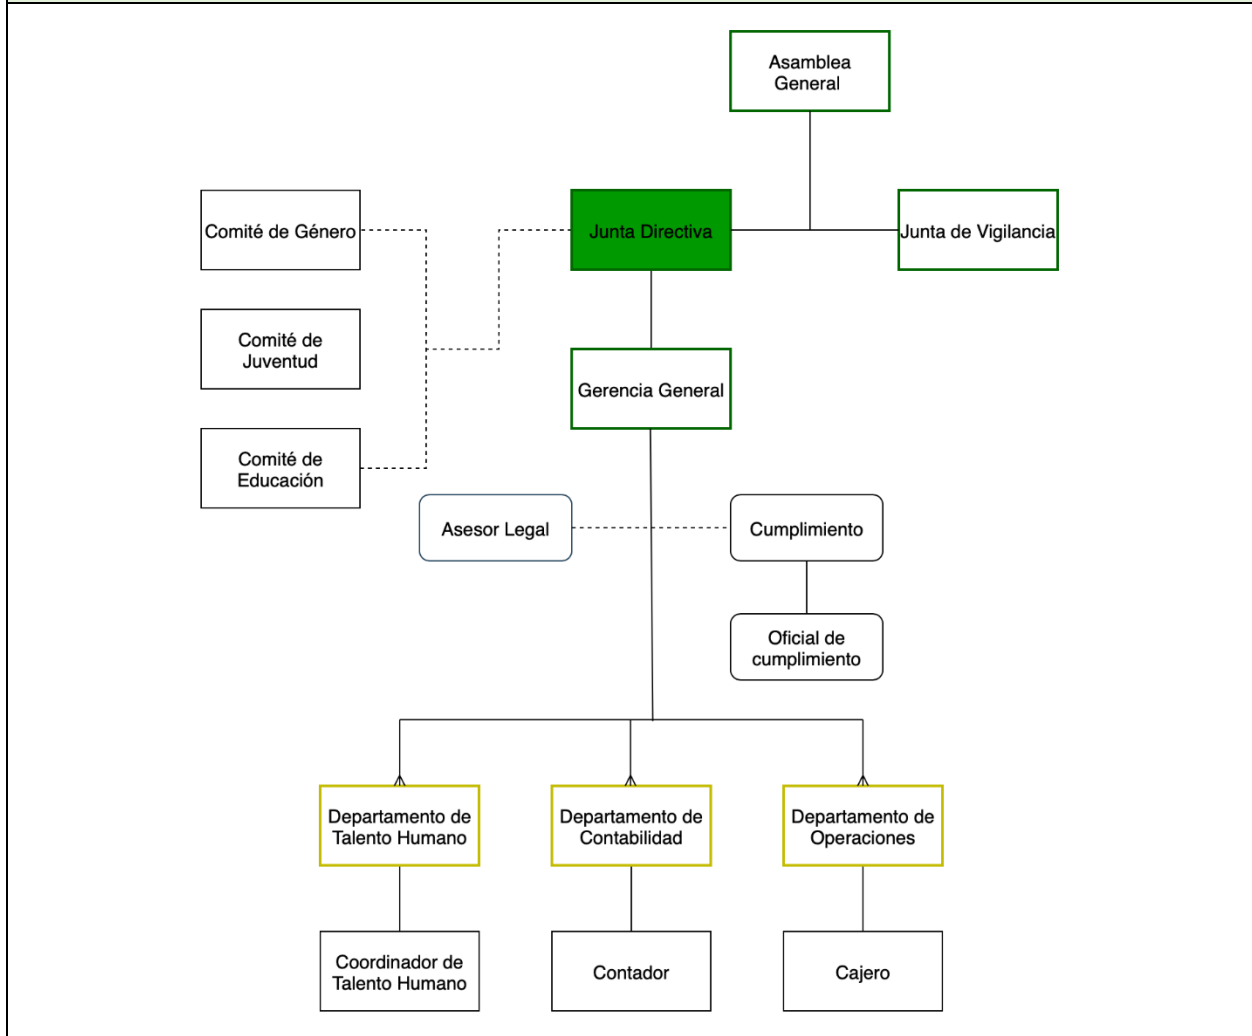 Asamblea
General
Comité de Género
Junta Directiva
Junta de Vigilancia
Comité de
Juventud
Gerencia General
Comité de
Educación
Asesor Legal
Cumplimiento
Oficial de
cumplimiento
Departamento de
Talento Humano
Departamento de
Contabilidad
Departamento de
Operaciones
Coordinador de
Talento Humano
Contador
Cajero